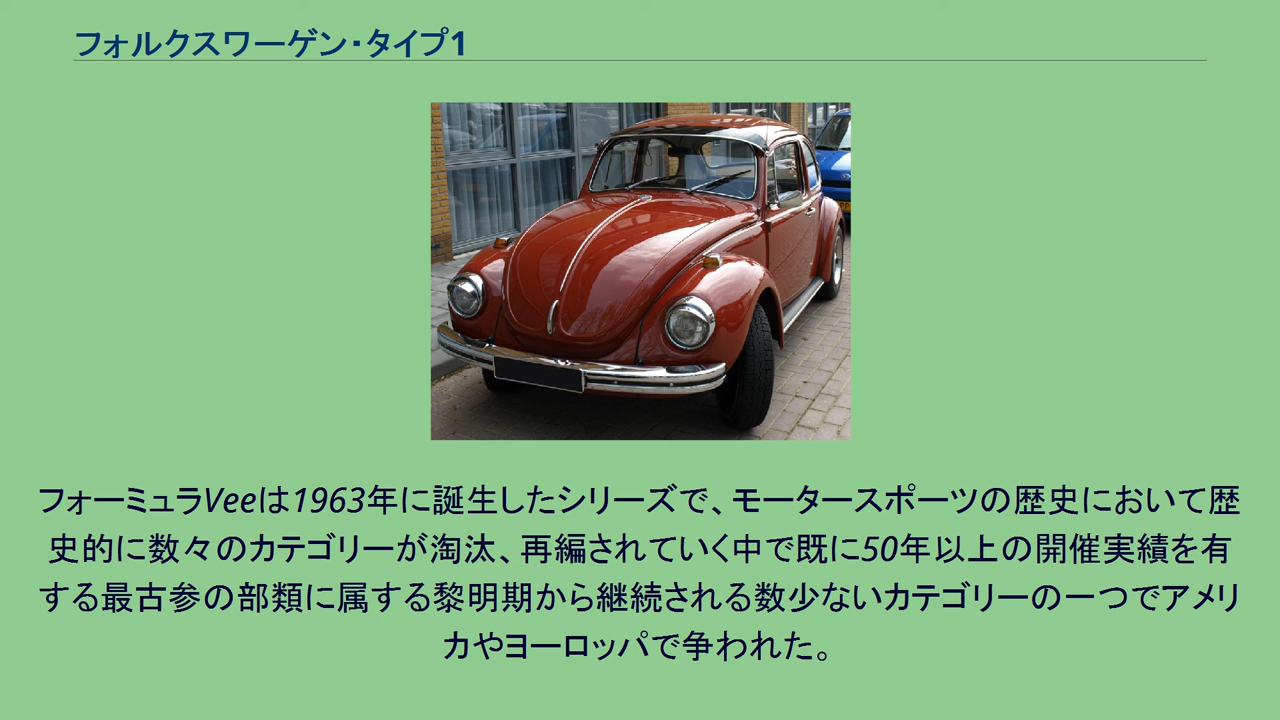 フォルクスワーゲン・タイプ1
フォーミュラVeeは1963年に誕生したシリーズで、モータースポーツの歴史において歴
史的に数々のカテゴリーが淘汰、再編されていく中で既に50年以上の開催実績を有
する最古参の部類に属する黎明期から継続される数少ないカテゴリーの一つでアメリ
カやヨーロッパで争われた。